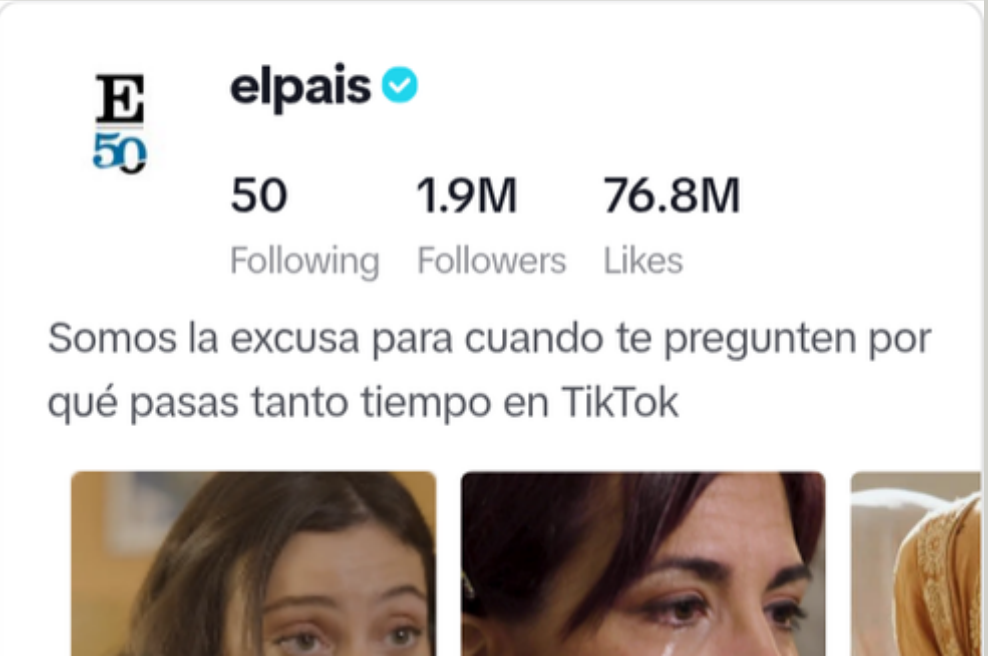 E
50
elpais
50 1.9M 76.8M
Following Followers Likes
Somos la excusa para cuando te pregunten por
qué pasas tanto tiempo en TikTok